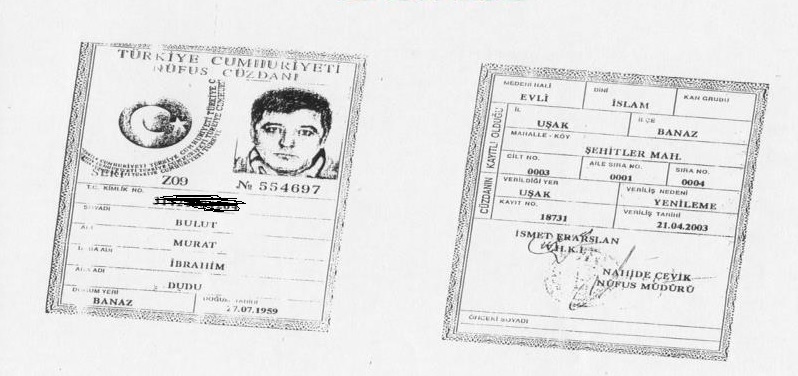 TÜRKİYE CUMHURİYETİ
NÜFUS CÜZDANI
SERİ Z09
№ 554697
T.C. KİMLİK NO.
SOYADI
BULUT
ADI
MURAT
BABA ADI
İBRAHİM
ANA ADI
DUDU
DOĞUM YERİ
BANAZ
DOĞUM TARİHİ
.07.1959
MEDENİ HALİ
EVLİ
DİNİ
İSLAM
KAN GRUBU
CÜZDANIN KAYITLI OLDUĞU
İL
UŞAK
İLÇE
BANAZ
MAHALLE - KÖY
ŞEHİTLER MAH.
CİLT NO.
0003
AİLE SIRA NO.
0001
SIRA NO.
0004
VERİLDİĞİ YER
UŞAK
VERİLİŞ NEDENİ
YENİLEME
KAYIT NO.
18731
VERİLİŞ TARİHİ
21.04.2003
İSMET ERARSLAN
V.H.K.İ.
NAHİDE ÇEVİK
NÜFUS MÜDÜRÜ
ÖNCEKİ SOYADI